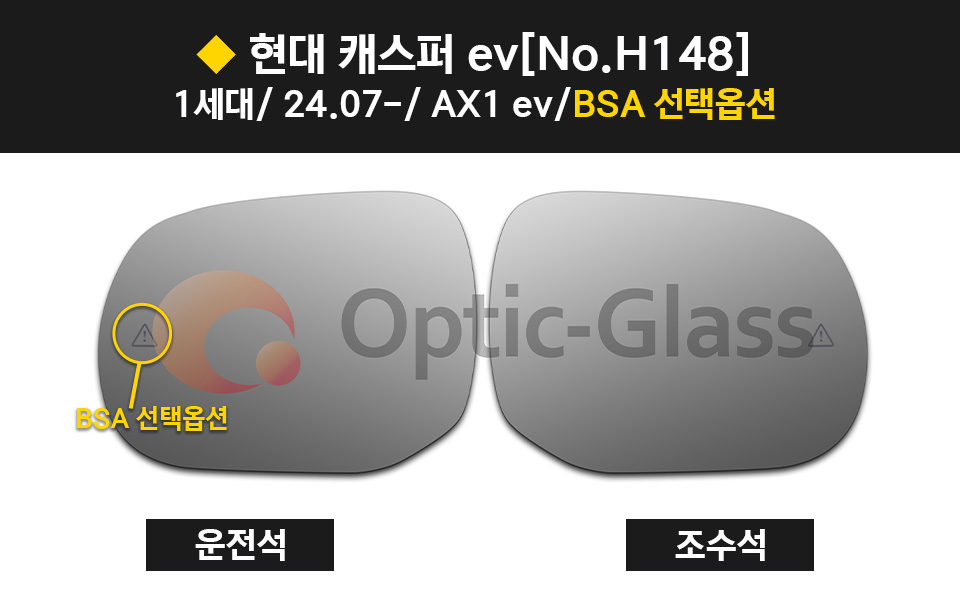 ◆ 현대 캐스퍼 ev[No.H148]
1세대/ 24.07-/ AX1 ev/BSA 선택옵션
Optic-Glass
BSA 선택옵션
운전석
조수석